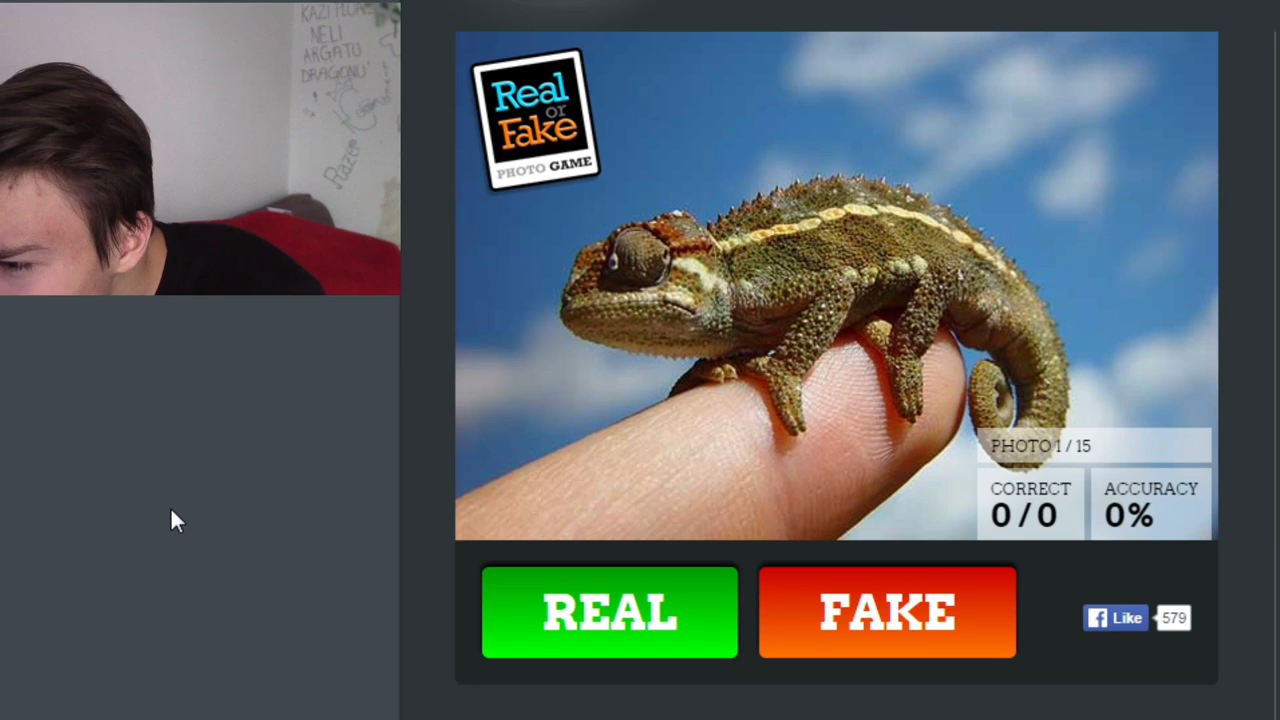 KAZI
NELI
ARGATU
DRAGONU'
Raze
Real
or
Fake
PHOTO GAME
PHOTO 1 / 15
CORRECT
ACCURACY
0 / 0
0%
REAL
FAKE
Like
579